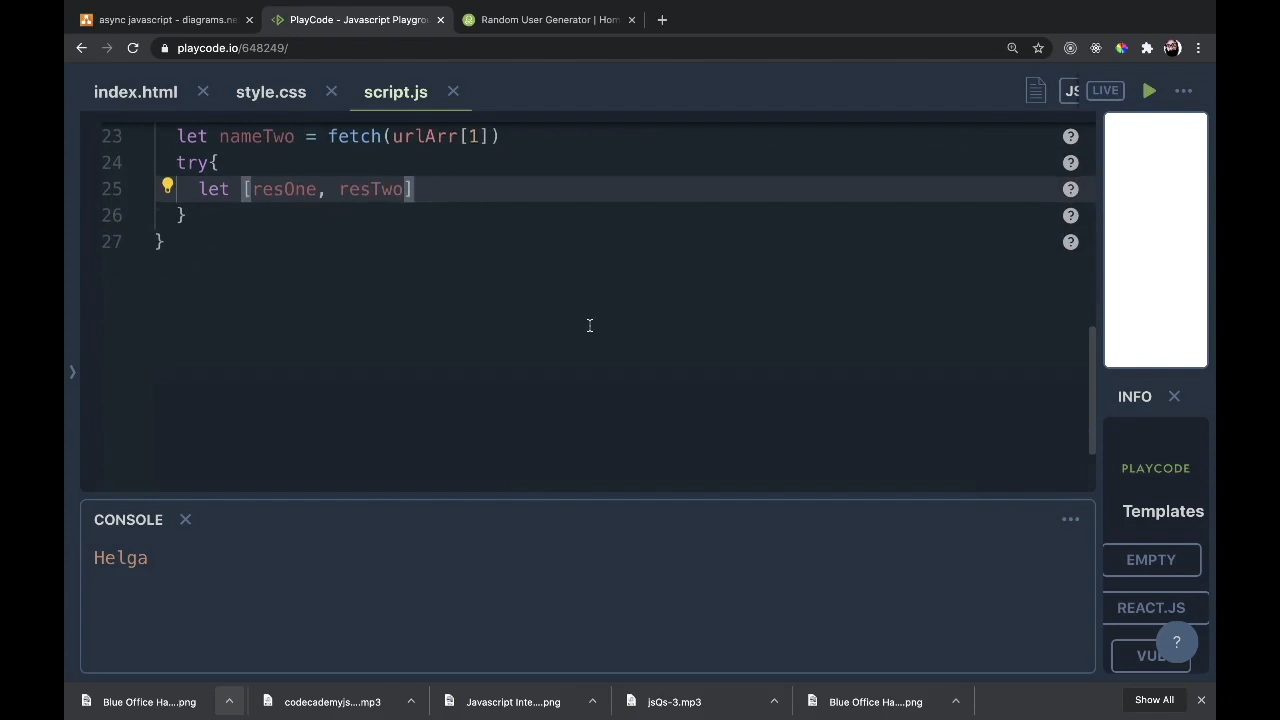 async javascript - diagrams.ne
PlayCode - Javascript Playgro
Random User Generator | Hom
playcode.io/648249/
index.html
style.css
script.js
JS
LIVE
23 let nameTwo = fetch(urlArr[1])
24 try{
25 let [resOne, resTwo]
26 }
27 }
INFO
PLAYCODE
Templates
EMPTY
REACT.JS
VUE
?
CONSOLE
Helga
Blue Office Ha....png
codecademyjs....mp3
Javascript Inte....png
jsQs-3.mp3
Blue Office Ha....png
Show All